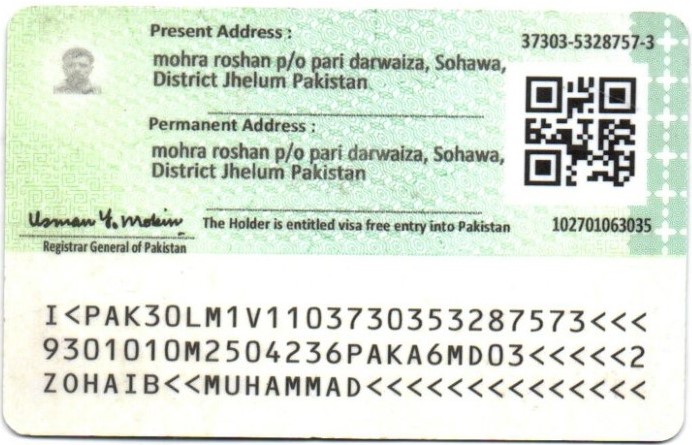 Present Address :
37303-5328757-3
mohra roshan p/o pari darwaiza, Sohawa,
District Jhelum Pakistan
Permanent Address :
mohra roshan p/o pari darwaiza, Sohawa,
District Jhelum Pakistan
Usman Y. Mobin
The Holder is entitled visa free entry into Pakistan
102701063035
Registrar General of Pakistan
I<PAK30LM1V11037303532875​73<<<
9301010M2504236PAKA6MD03<<<<<2
ZOHAIB<<MUHAMMAD<<<<<<<<<<<<<<